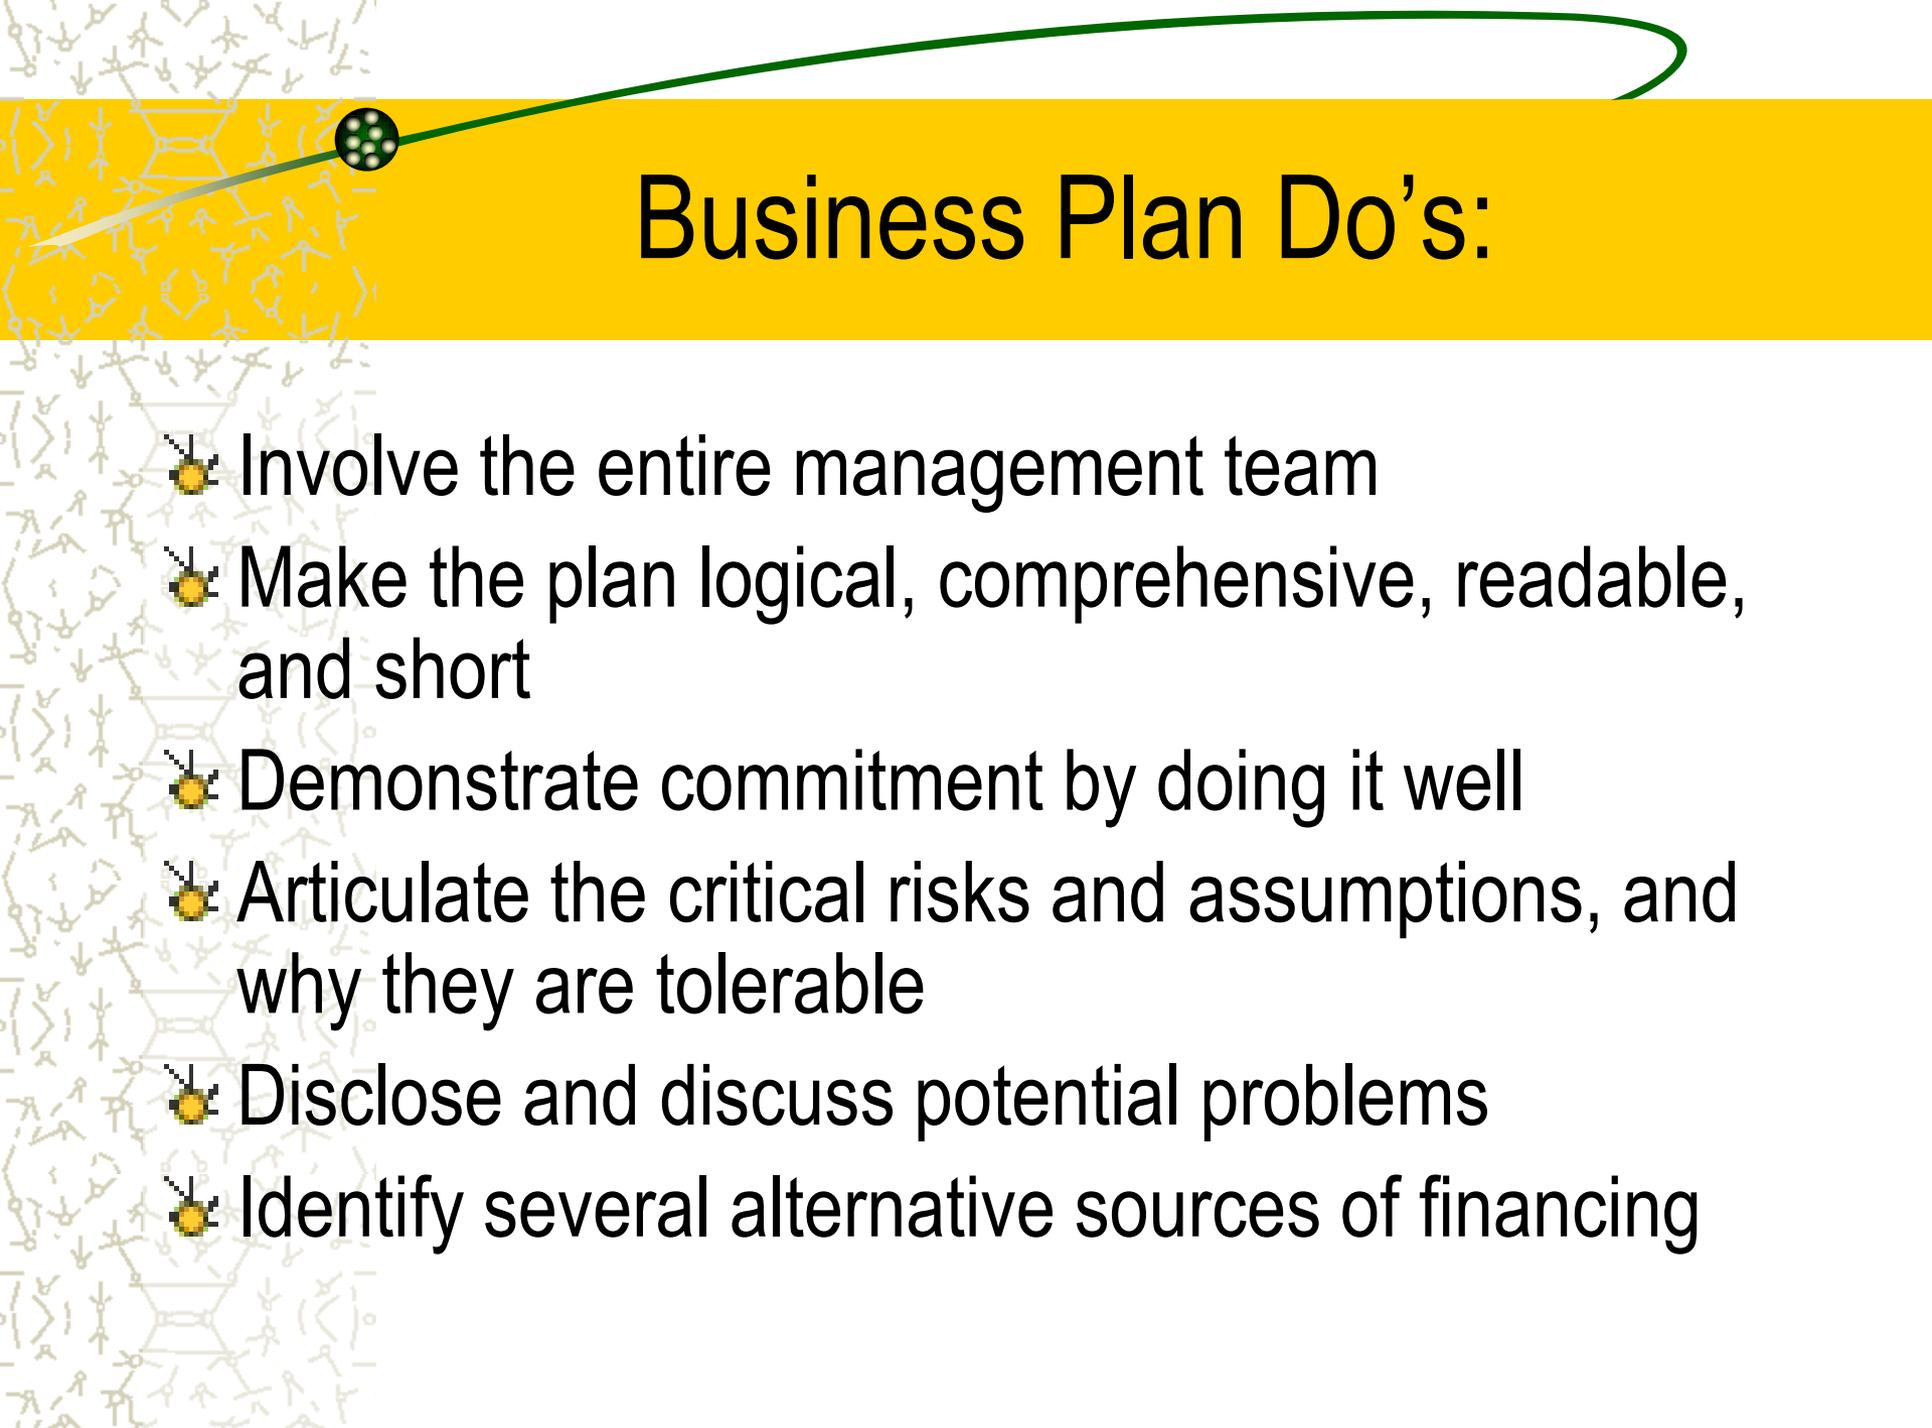 Business Plan Do’s:
Involve the entire management team
Make the plan logical, comprehensive, readable,
and short
Demonstrate commitment by doing it well
Articulate the critical risks and assumptions, and
why they are tolerable
Disclose and discuss potential problems
Identify several alternative sources of financing